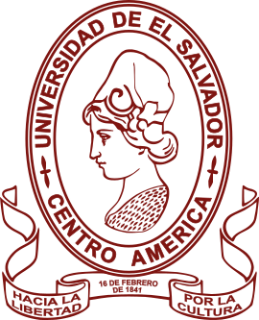 UNIVERSIDAD DE EL SALVADOR
CENTRO AMERICA
HACIA LA
LIBERTAD
16 DE FEBRERO
DE 1841
POR LA
CULTURA